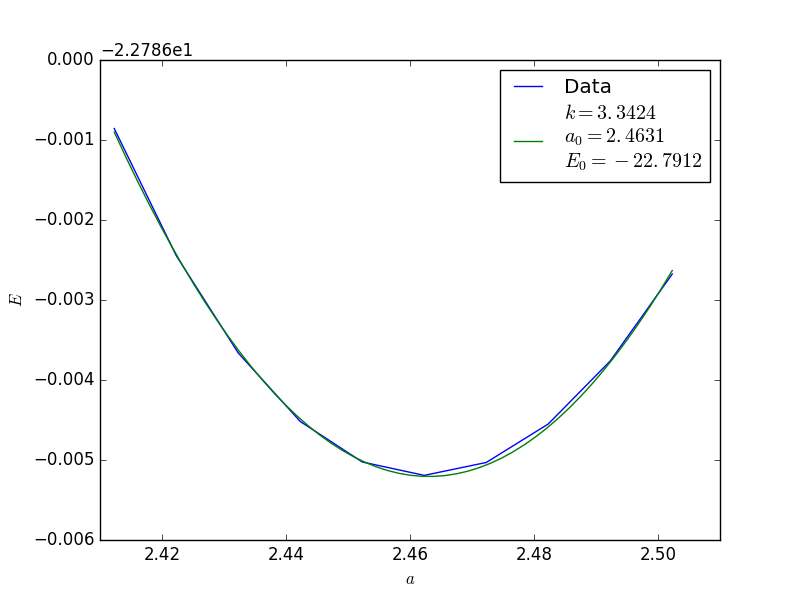 −2.2786e1
0.000
−0.001
−0.002
−0.003
−0.004
−0.005
−0.006
E
2.42
2.44
2.46
2.48
2.50
a
Data
k = 3.3424
a₀ = 2.4631
E₀ = −22.7912